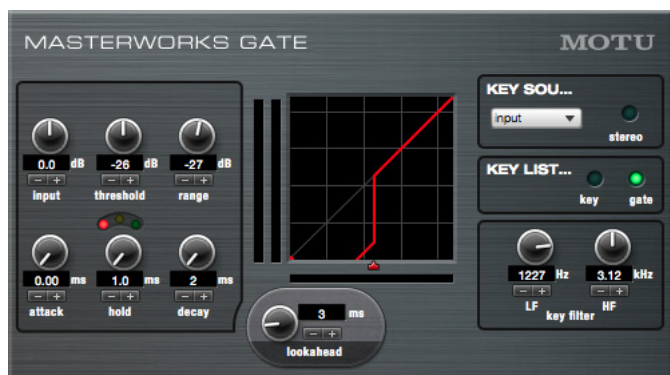 MASTERWORKS GATE
MOTU
0.0 dB -26 dB -27 dB
- + - + - +
input threshold range
0.00 ms 1.0 ms 2 ms
- + - + - +
attack hold decay
3 ms
- +
lookahead
KEY SOU...
input
stereo
KEY LIST...
key gate
1227 Hz 3.12 kHz
- + - +
LF HF
key filter